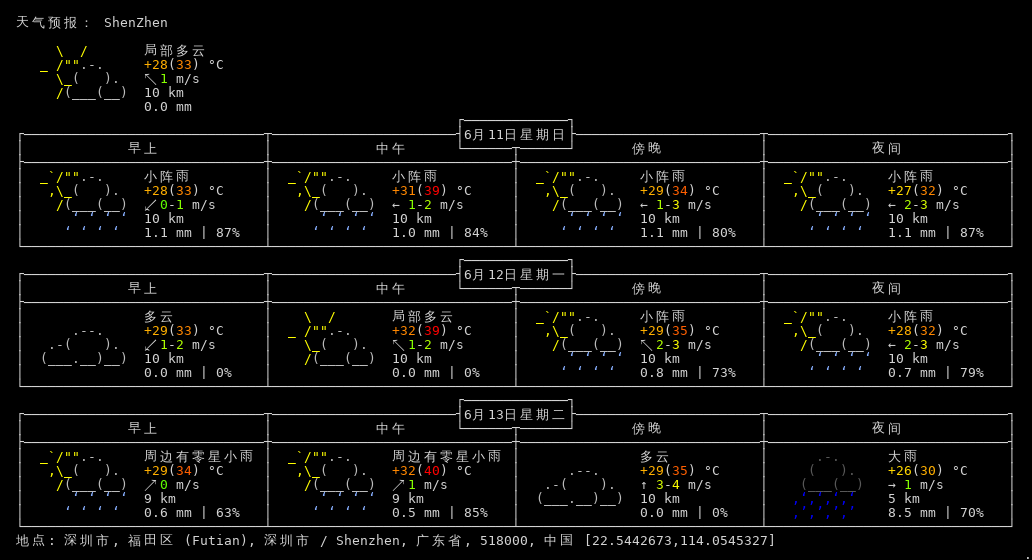 天气预报： ShenZhen
局部多云
+28(33) °C
↖ 1 m/s
10 km
0.0 mm
6月11日星期日
早上 中午 傍晚 夜间
小阵雨 小阵雨 小阵雨 小阵雨
+28(33) °C +31(39) °C +29(34) °C +27(32) °C
↙ 0-1 m/s ← 1-2 m/s ← 1-3 m/s ← 2-3 m/s
10 km 10 km 10 km 10 km
1.1 mm | 87% 1.0 mm | 84% 1.1 mm | 80% 1.1 mm | 87%
6月12日星期一
早上 中午 傍晚 夜间
多云 局部多云 小阵雨 小阵雨
+29(33) °C +32(39) °C +29(35) °C +28(32) °C
↙ 1-2 m/s ↖ 1-2 m/s ↖ 2-3 m/s ← 2-3 m/s
10 km 10 km 10 km 10 km
0.0 mm | 0% 0.0 mm | 0% 0.8 mm | 73% 0.7 mm | 79%
6月13日星期二
早上 中午 傍晚 夜间
周边有零星小雨 周边有零星小雨 多云 大雨
+29(34) °C +32(40) °C +29(35) °C +26(30) °C
↗ 0 m/s ↗ 1 m/s ↑ 3-4 m/s → 1 m/s
9 km 9 km 10 km 5 km
0.6 mm | 63% 0.5 mm | 85% 0.0 mm | 0% 8.5 mm | 70%
地点: 深圳市, 福田区 (Futian), 深圳市 / Shenzhen, 广东省, 518000, 中国 [22.5442673,114.0545327]